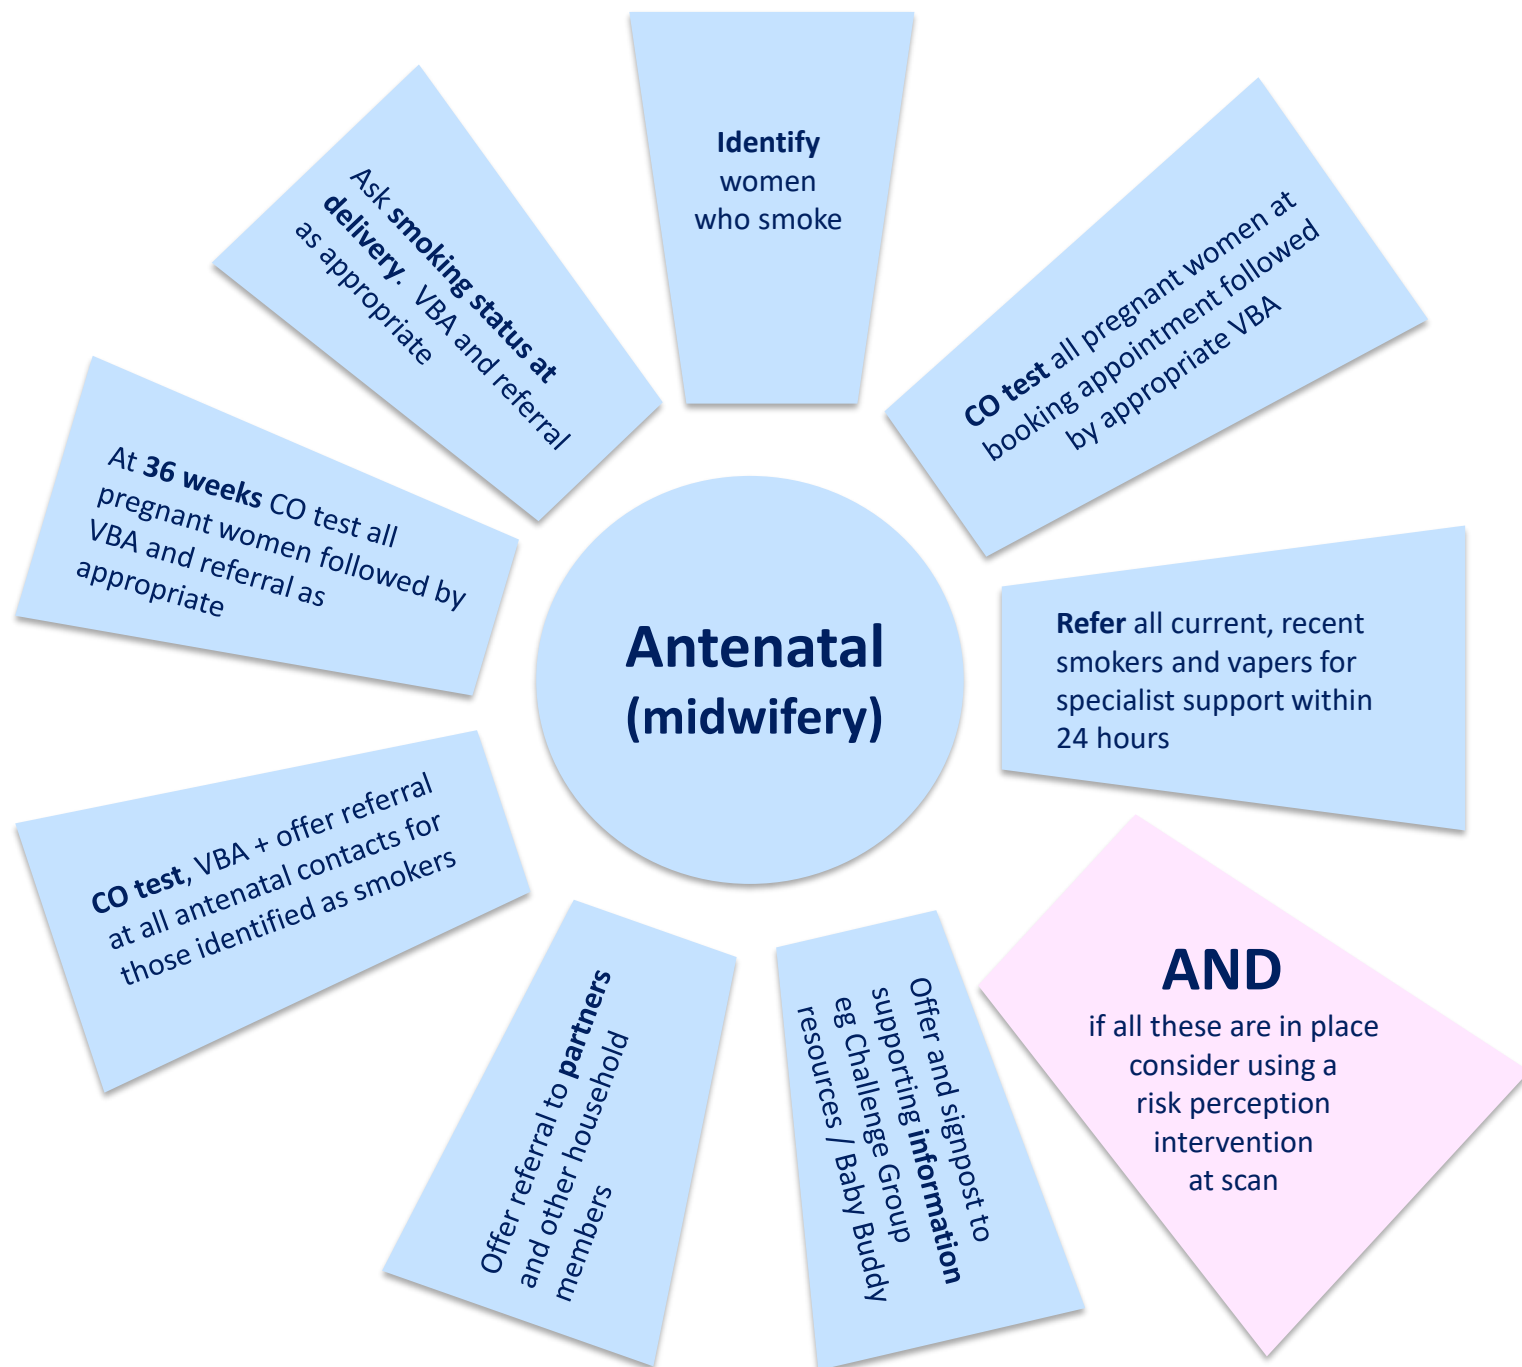 Identify
women
who smoke
CO test all pregnant women at
booking appointment followed
by appropriate VBA
Refer all current, recent
smokers and vapers for
specialist support within
24 hours
AND
if all these are in place
consider using a
risk perception
intervention
at scan
Offer and signpost to
supporting information
eg Challenge Group
resources / Baby Buddy
Offer referral to partners
and other household
members
CO test, VBA + offer referral
at all antenatal contacts for
those identified as smokers
At 36 weeks CO test all
pregnant women followed by
VBA and referral as
appropriate
Ask smoking status at
delivery. VBA and referral
as appropriate
Antenatal
(midwifery)